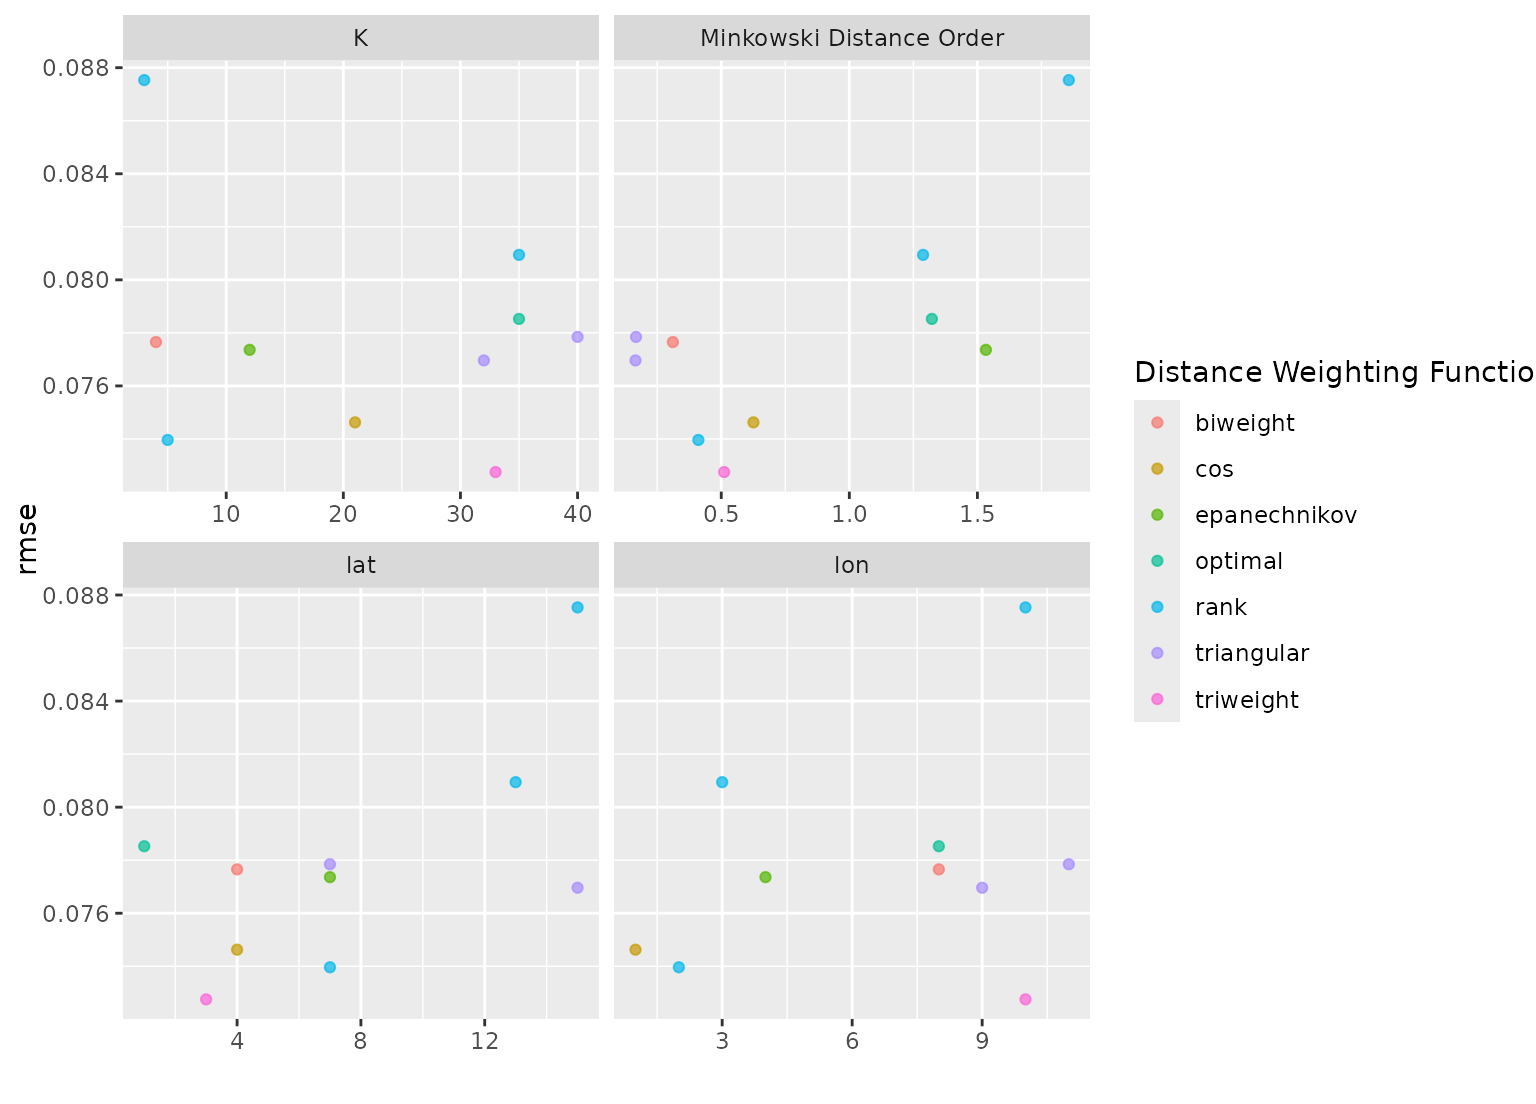 K
Minkowski Distance Order
0.088
0.084
0.080
0.076
10 20 30 40
0.5 1.0 1.5
rmse
lat
lon
0.088
0.084
0.080
0.076
4 8 12
3 6 9
Distance Weighting Functio
biweight
cos
epanechnikov
optimal
rank
triangular
triweight